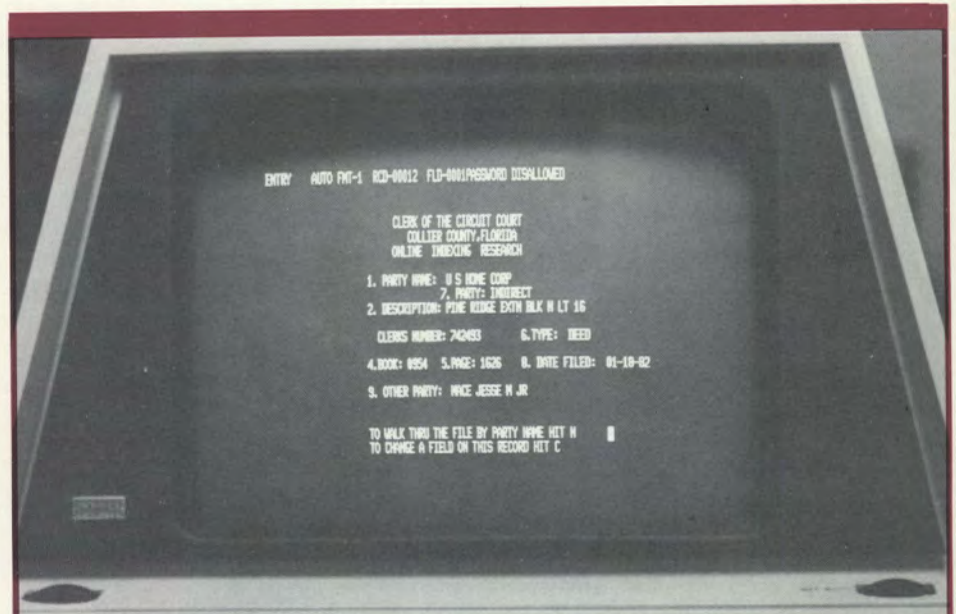 ENTRY AUTO FMT-1 RCD-00012 FLD-0001PASSWORD DISALLOWED
CLERK OF THE CIRCUIT COURT
COLLIER COUNTY,FLORIDA
ONLINE INDEXING RESEARCH
1. PARTY NAME: U S HOME CORP
7. PARTY: INDIRECT
2. DESCRIPTION: PINE RIDGE EXTN BLK M LT 16
CLERKS NUMBER: 742493 6.TYPE: DEED
4.BOOK: 0954 5.PAGE: 1626 8. DATE FILED: 01-18-82
9. OTHER PARTY: MACE JESSE M JR
TO WALK THRU THE FILE BY PARTY NAME HIT N
TO CHANGE A FIELD ON THIS RECORD HIT C